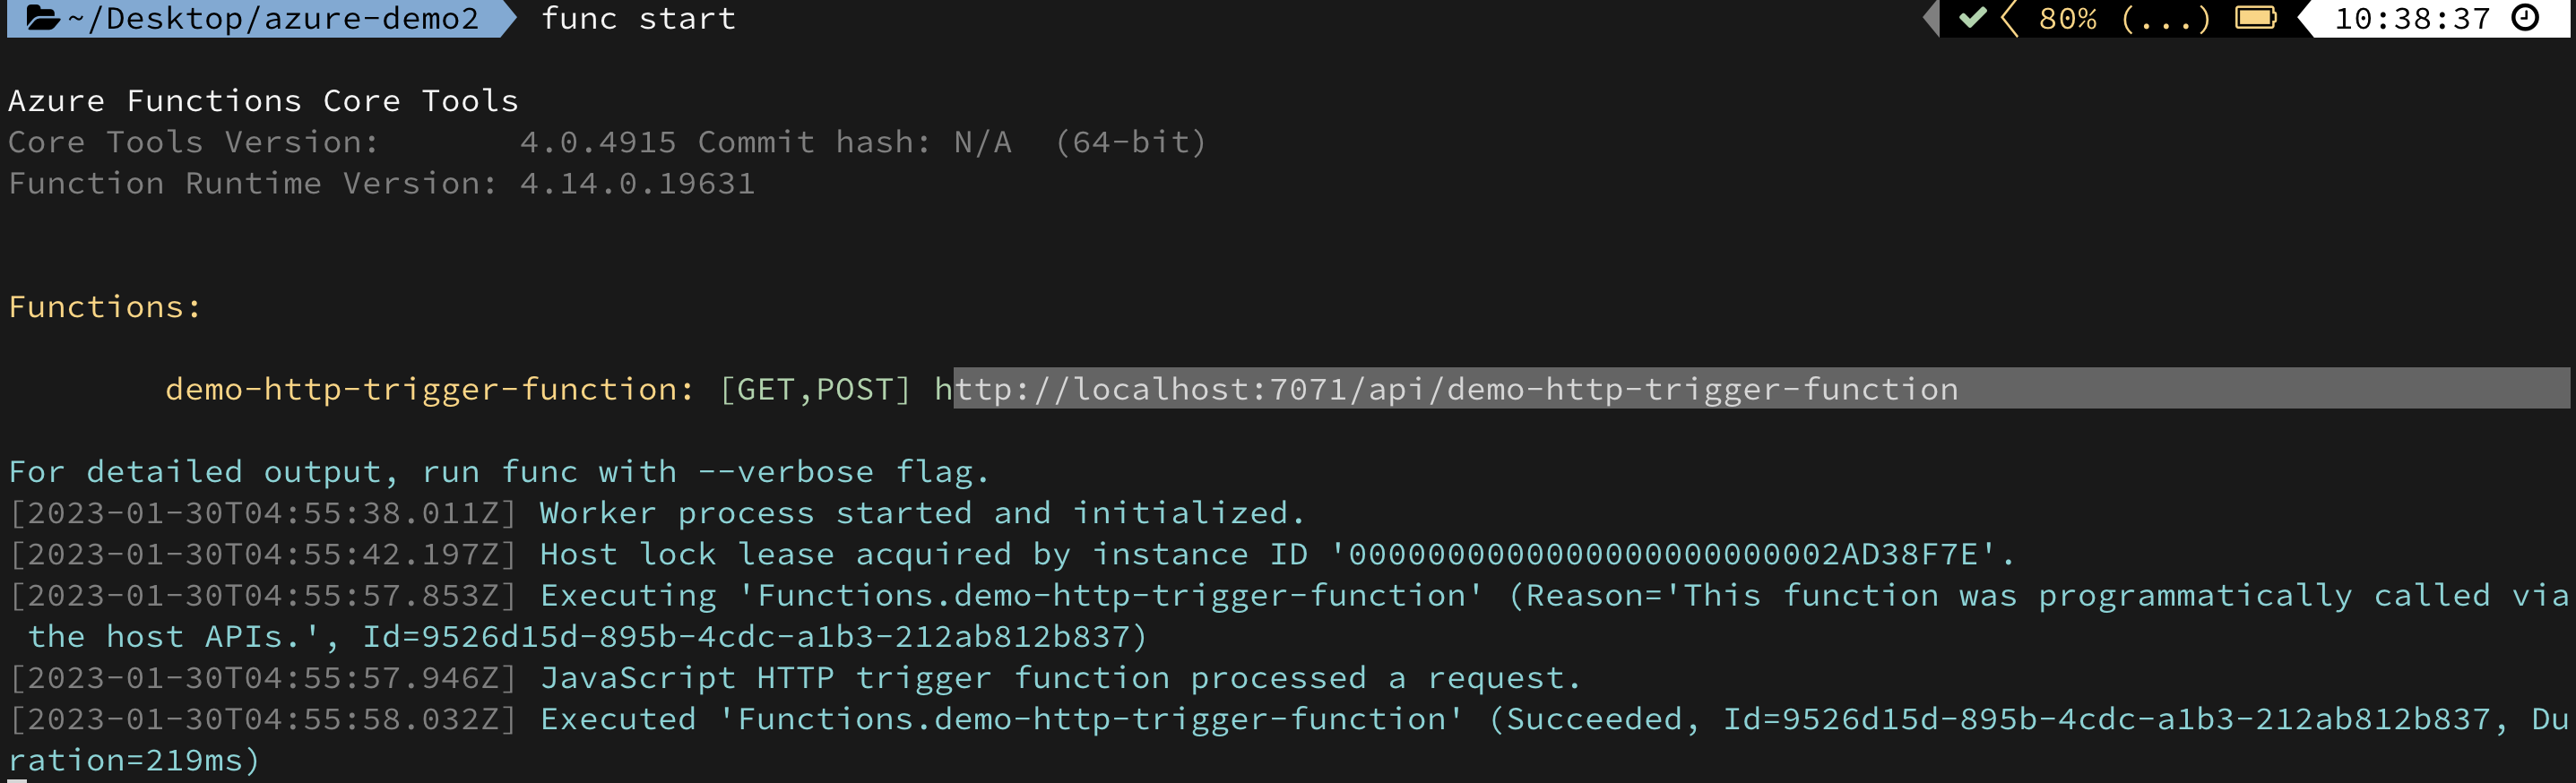 ~/Desktop/azure-demo2 func start 80% (...) 10:38:37
Azure Functions Core Tools
Core Tools Version:       4.0.4915 Commit hash: N/A  (64-bit)
Function Runtime Version: 4.14.0.19631
Functions:
demo-http-trigger-function: [GET,POST] http://localhost:7071/api/demo-http-trigger-function
For detailed output, run func with --verbose flag.
[2023-01-30T04:55:38.011Z] Worker process started and initialized.
[2023-01-30T04:55:42.197Z] Host lock lease acquired by instance ID '0000000000000000000000002AD38F7E'.
[2023-01-30T04:55:57.853Z] Executing 'Functions.demo-http-trigger-function' (Reason='This function was programmatically called via
the host APIs.', Id=9526d15d-895b-4cdc-a1b3-212ab812b837)
[2023-01-30T04:55:57.946Z] JavaScript HTTP trigger function processed a request.
[2023-01-30T04:55:58.032Z] Executed 'Functions.demo-http-trigger-function' (Succeeded, Id=9526d15d-895b-4cdc-a1b3-212ab812b837, Du
ration=219ms)